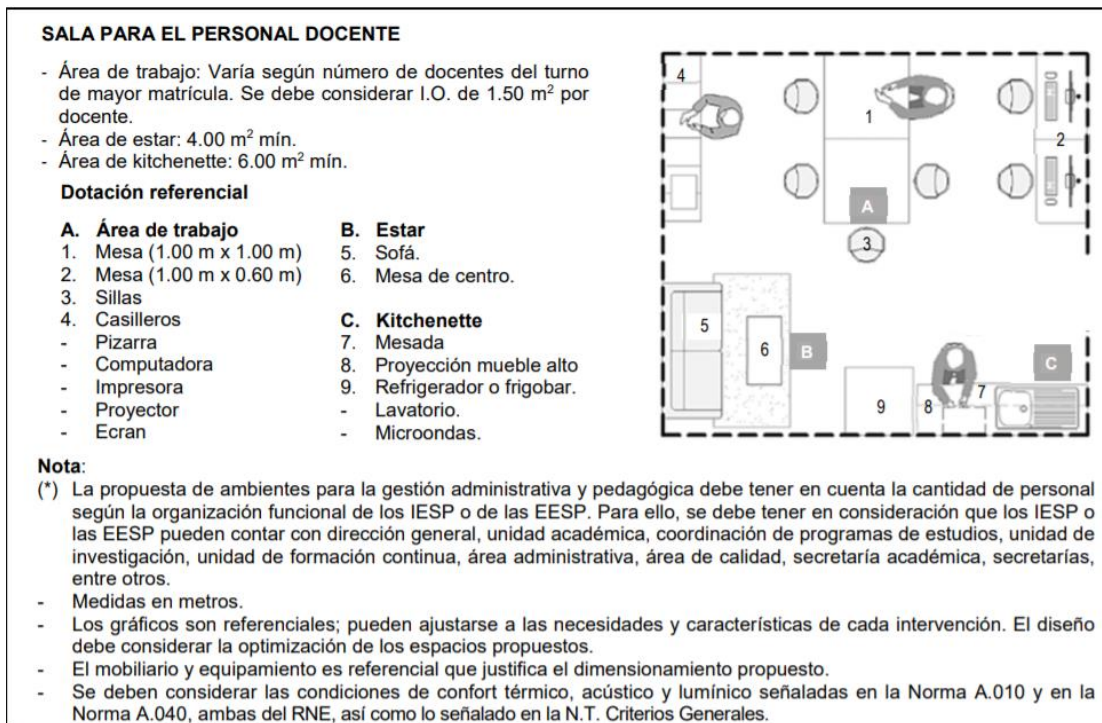 SALA PARA EL PERSONAL DOCENTE
- Área de trabajo: Varía según número de docentes del turno
de mayor matrícula. Se debe considerar I.O. de 1.50 m² por
docente.
- Área de estar: 4.00 m² mín.
- Área de kitchenette: 6.00 m² mín.
Dotación referencial
A. Área de trabajo
1. Mesa (1.00 m x 1.00 m)
2. Mesa (1.00 m x 0.60 m)
3. Sillas
4. Casilleros
- Pizarra
- Computadora
- Impresora
- Proyector
- Ecran
B. Estar
5. Sofá.
6. Mesa de centro.
C. Kitchenette
7. Mesada
8. Proyección mueble alto
9. Refrigerador o frigobar.
- Lavatorio.
- Microondas.
4
1
2
A
3
5
6
B
C
7
9
8
Nota:
(*) La propuesta de ambientes para la gestión administrativa y pedagógica debe tener en cuenta la cantidad de personal
según la organización funcional de los IESP o de las EESP. Para ello, se debe tener en consideración que los IESP o
las EESP pueden contar con dirección general, unidad académica, coordinación de programas de estudios, unidad de
investigación, unidad de formación continua, área administrativa, área de calidad, secretaría académica, secretarías,
entre otros.
- Medidas en metros.
- Los gráficos son referenciales; pueden ajustarse a las necesidades y características de cada intervención. El diseño
debe considerar la optimización de los espacios propuestos.
- El mobiliario y equipamiento es referencial que justifica el dimensionamiento propuesto.
- Se deben considerar las condiciones de confort térmico, acústico y lumínico señaladas en la Norma A.010 y en la
Norma A.040, ambas del RNE, así como lo señalado en la N.T. Criterios Generales.